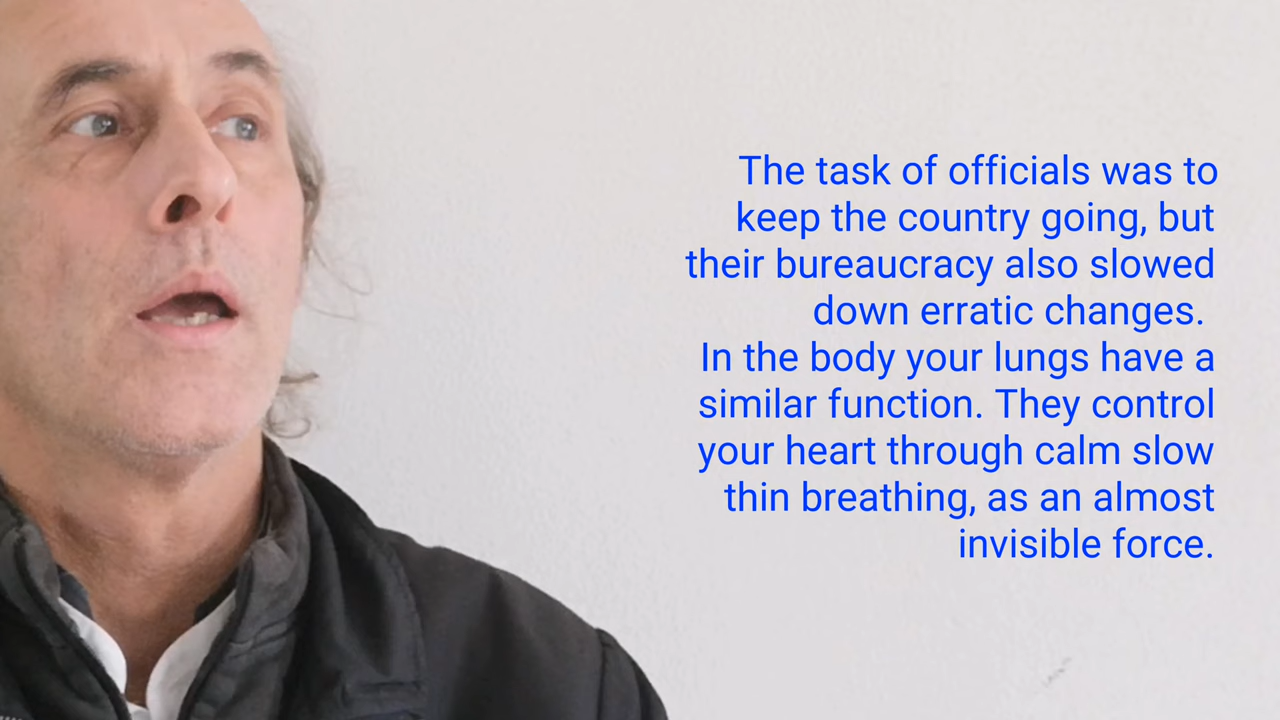 The task of officials was to
keep the country going, but
their bureaucracy also slowed
down erratic changes.
In the body your lungs have a
similar function. They control
your heart through calm slow
thin breathing, as an almost
invisible force.